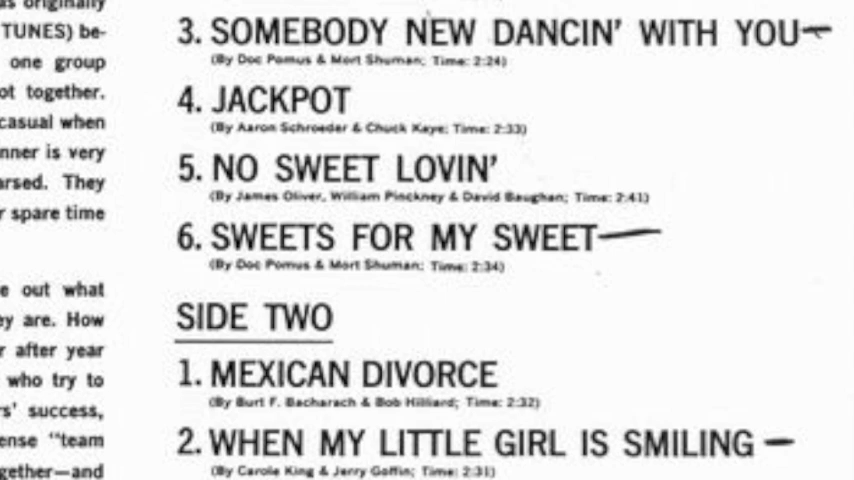 as originally
TUNES) be-
one group
ot together.
casual when
nner is very
arsed. They
r spare time
e out what
ey are. How
r after year
who try to
rs' success,
ense "team
gether—and
3. SOMEBODY NEW DANCIN' WITH YOU
(By Doc Pomus & Mort Shuman; Time: 2:24)
4. JACKPOT
(By Aaron Schroeder & Chuck Kaye; Time: 2:33)
5. NO SWEET LOVIN'
(By James Oliver, William Pinckney & David Baughan; Time: 2:41)
6. SWEETS FOR MY SWEET
(By Doc Pomus & Mort Shuman; Time: 2:34)
SIDE TWO
1. MEXICAN DIVORCE
(By Burt F. Bacharach & Bob Hilliard; Time: 2:32)
2. WHEN MY LITTLE GIRL IS SMILING
(By Carole King & Jerry Goffin; Time: 2:31)